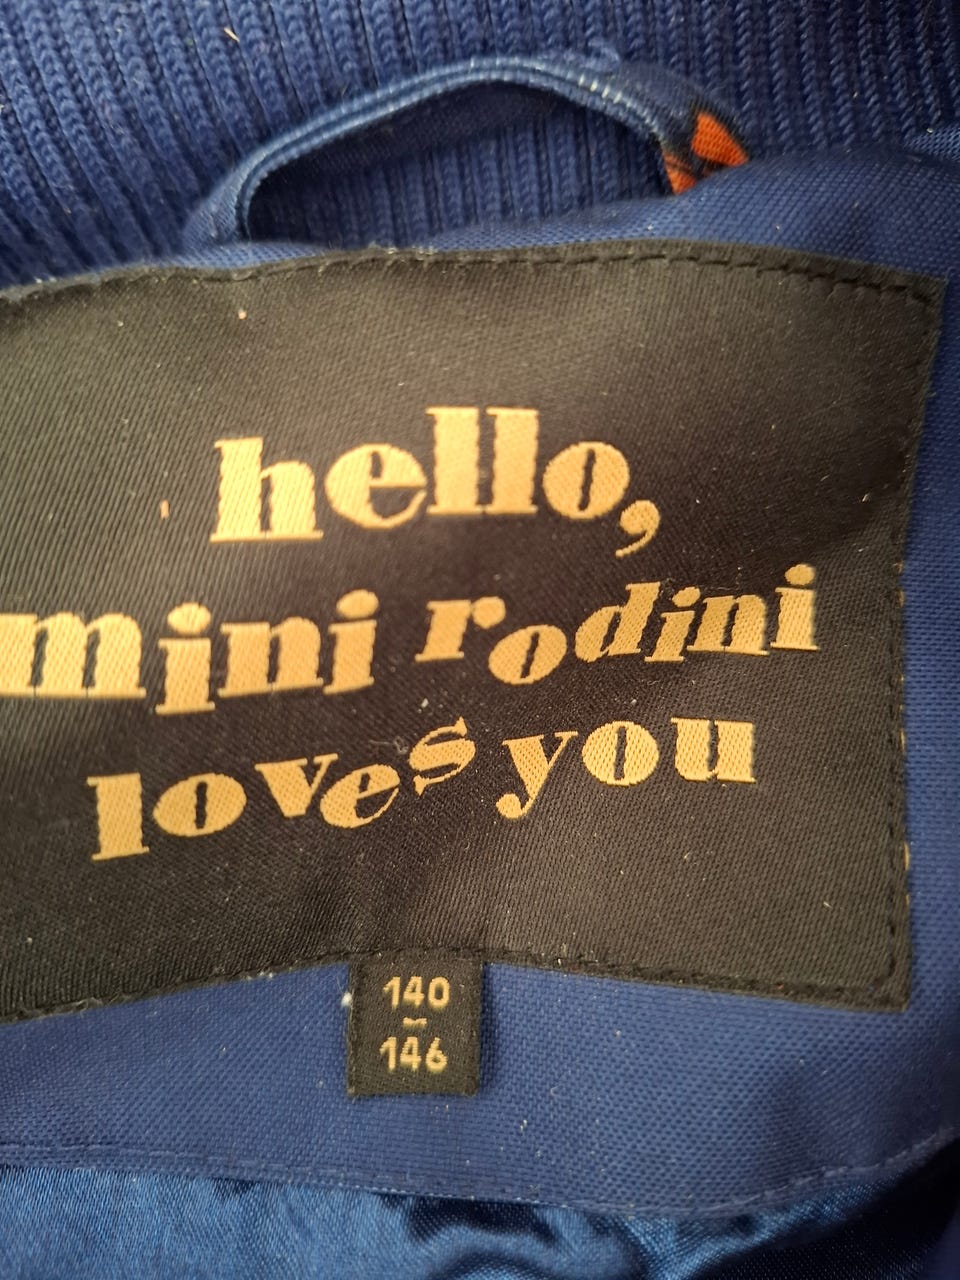 hello,
mini rodini
loves you
140
-
146